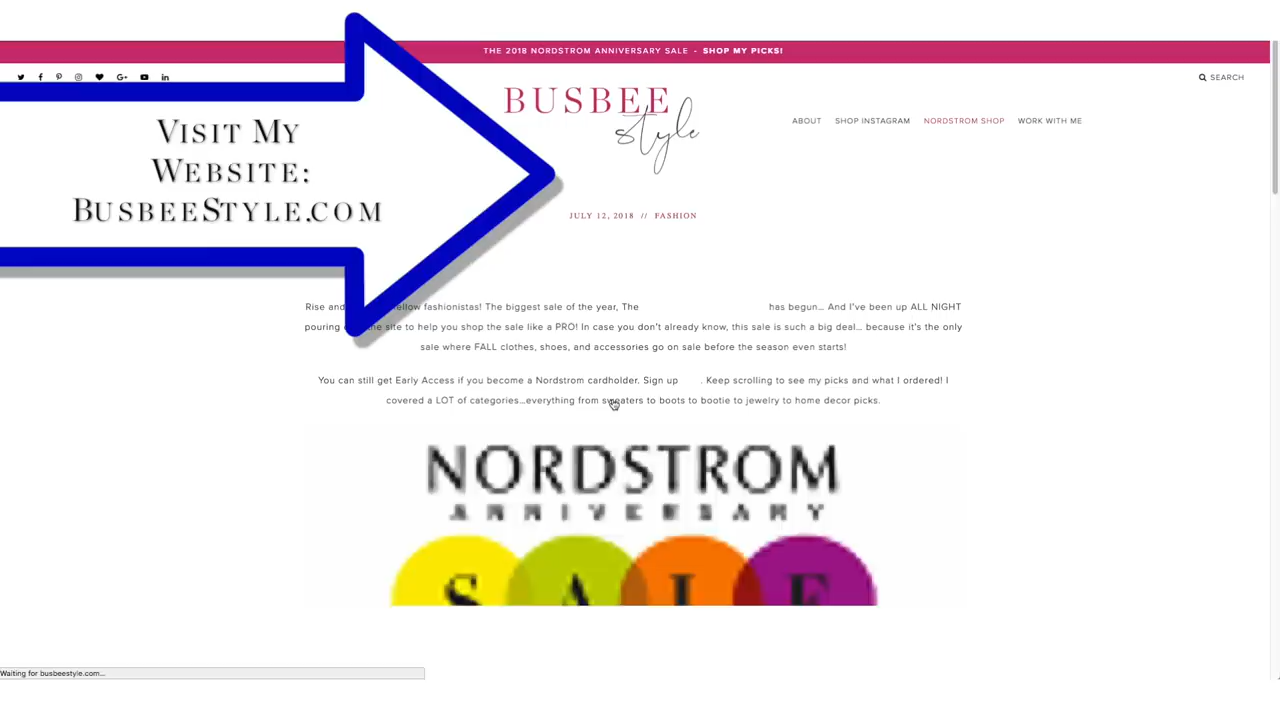 THE 2018 NORDSTROM ANNIVERSARY SALE - SHOP MY PICKS!
SEARCH
VISIT MY
WEBSITE:
BUSBEESTYLE.COM
BUSBEE
style
ABOUT SHOP INSTAGRAM NORDSTROM SHOP WORK WITH ME
JULY 12, 2018 // FASHION
Rise and fellow fashionistas! The biggest sale of the year, The has begun... And I've been up ALL NIGHT
pouring the site to help you shop the sale like a PRO! In case you don't already know, this sale is such a big deal... because it's the only
sale where FALL clothes, shoes, and accessories go on sale before the season even starts!
You can still get Early Access if you become a Nordstrom cardholder. Sign up . Keep scrolling to see my picks and what I ordered! I
covered a LOT of categories...everything from sweaters to boots to bootie to jewelry to home decor picks.
NORDSTROM
ANNIVERSARY
SALE
Waiting for busbeestyle.com...